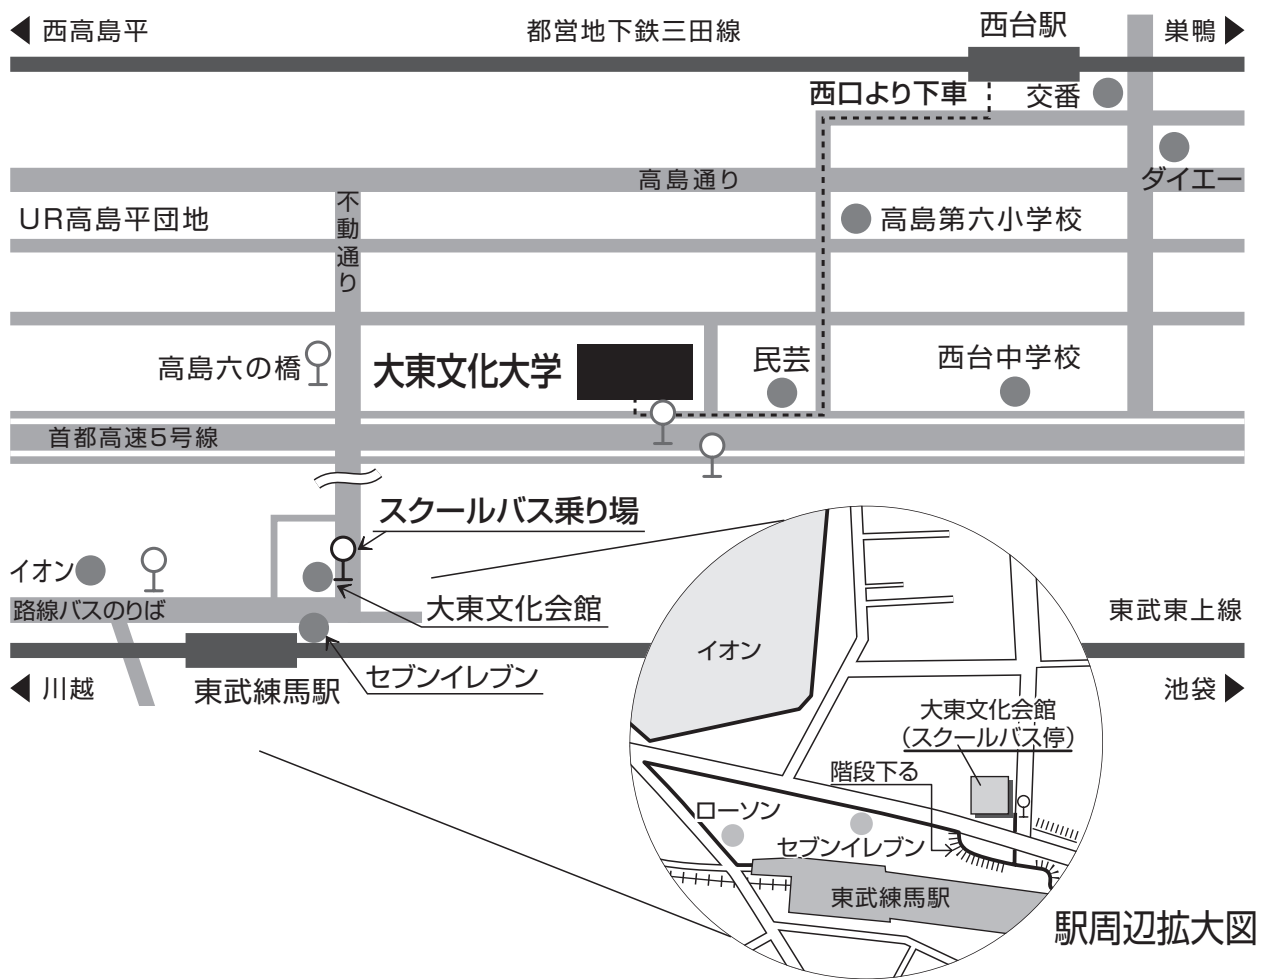 西高島平
都営地下鉄三田線
西台駅
巣鴨
西口より下車
交番
高島通り
ダイエー
UR高島平団地
不動通り
高島第六小学校
高島六の橋
大東文化大学
民芸
西台中学校
首都高速5号線
スクールバス乗り場
イオン
路線バスのりば
大東文化会館
東武東上線
セブンイレブン
川越
東武練馬駅
池袋
イオン
大東文化会館
(スクールバス停)
階段下る
ローソン
セブンイレブン
東武練馬駅
駅周辺拡大図